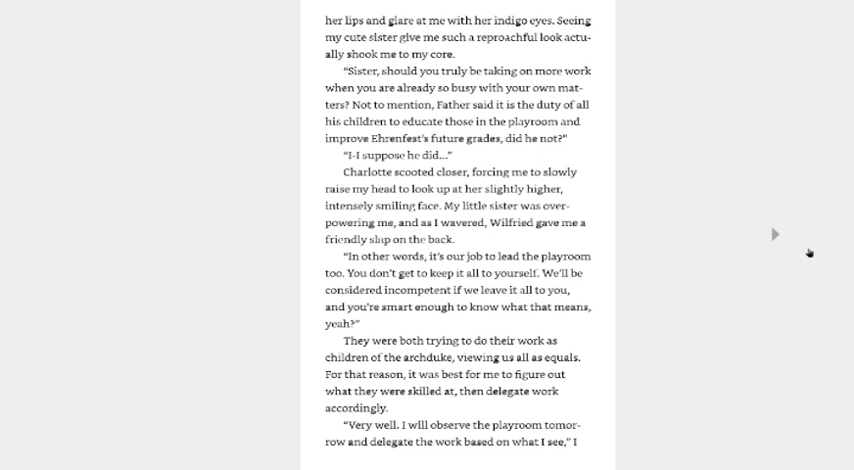 her lips and glare at me with her indigo eyes. Seeing
my cute sister give me such a reproachful look actu-
ally shook me to my core.
“Sister, should you truly be taking on more work
when you are already so busy with your own mat-
ters? Not to mention, Father said it is the duty of all
his children to educate those in the playroom and
improve Ehrenfest's future grades, did he not?”
“I-I suppose he did...”
Charlotte scooted closer, forcing me to slowly
raise my head to look up at her slightly higher,
intensely smiling face. My little sister was over-
powering me, and as I wavered, Wilfried gave me a
friendly slap on the back.
“In other words, it's our job to lead the playroom
too. You don't get to keep it all to yourself. We'll be
considered incompetent if we leave it all to you,
and you're smart enough to know what that means,
yeah?”
They were both trying to do their work as
children of the archduke, viewing us all as equals.
For that reason, it was best for me to figure out
what they were skilled at, then delegate work
accordingly.
“Very well. I will observe the playroom tomor-
row and delegate the work based on what I see,” I